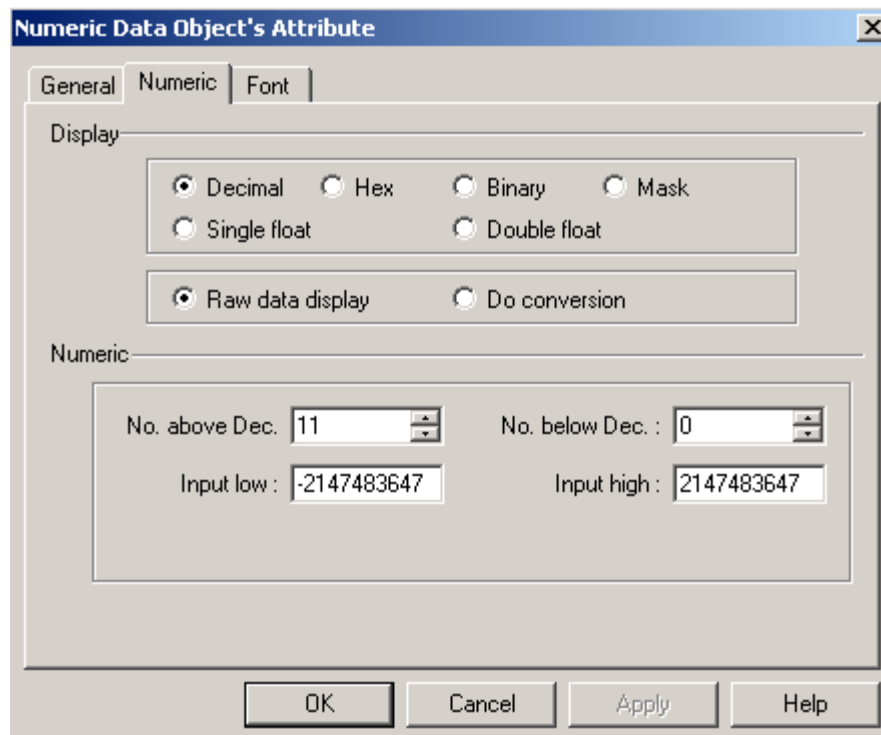 Numeric Data Object's Attribute
General Numeric Font
Display
Decimal Hex Binary Mask
Single float Double float
Raw data display Do conversion
Numeric
No. above Dec. 11 No. below Dec. : 0
Input low : -2147483647 Input high : 2147483647
OK Cancel Apply Help